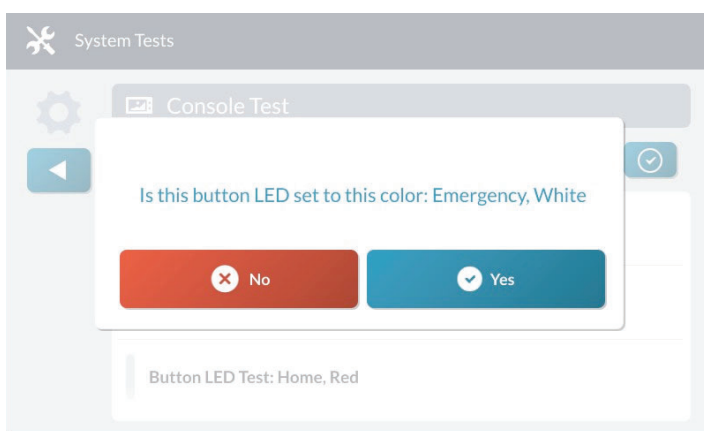 System Tests
Console Test
Is this button LED set to this color: Emergency, White
No
Yes
Button LED Test: Home, Red